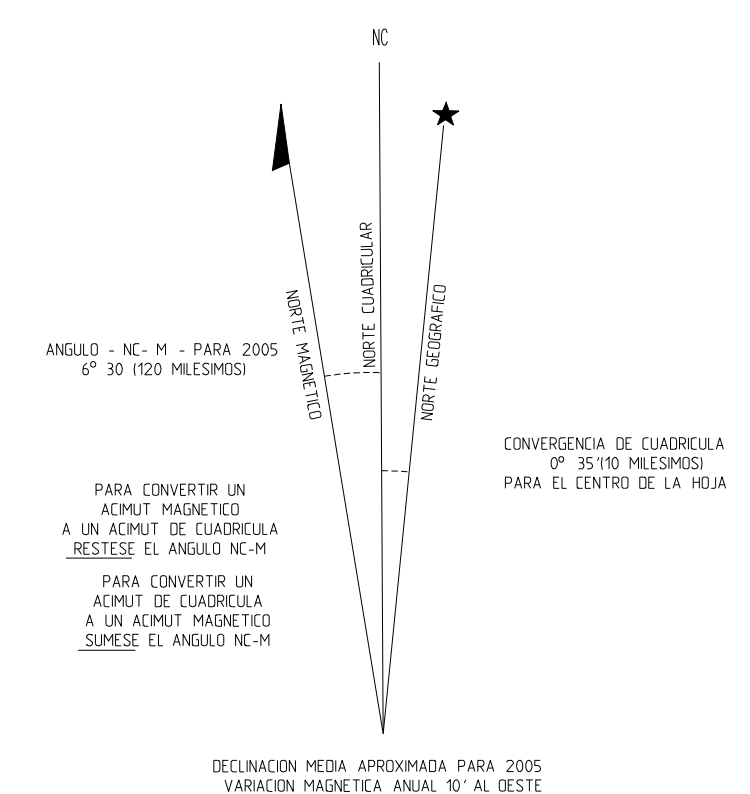 NC
NORTE CUADRICULAR
NORTE MAGNETICO
NORTE GEOGRAFICO
ANGULO - NC- M - PARA 2005
6° 30 (120 MILESIMOS)
CONVERGENCIA DE CUADRICULA
0° 35'(10 MILESIMOS)
PARA EL CENTRO DE LA HOJA
PARA CONVERTIR UN
ACIMUT MAGNETICO
A UN ACIMUT DE CUADRICULA
RESTESE EL ANGULO NC-M
PARA CONVERTIR UN
ACIMUT DE CUADRICULA
A UN ACIMUT MAGNETICO
SUMESE EL ANGULO NC-M
DECLINACION MEDIA APROXIMADA PARA 2005
VARIACION MAGNETICA ANUAL 10' AL OESTE